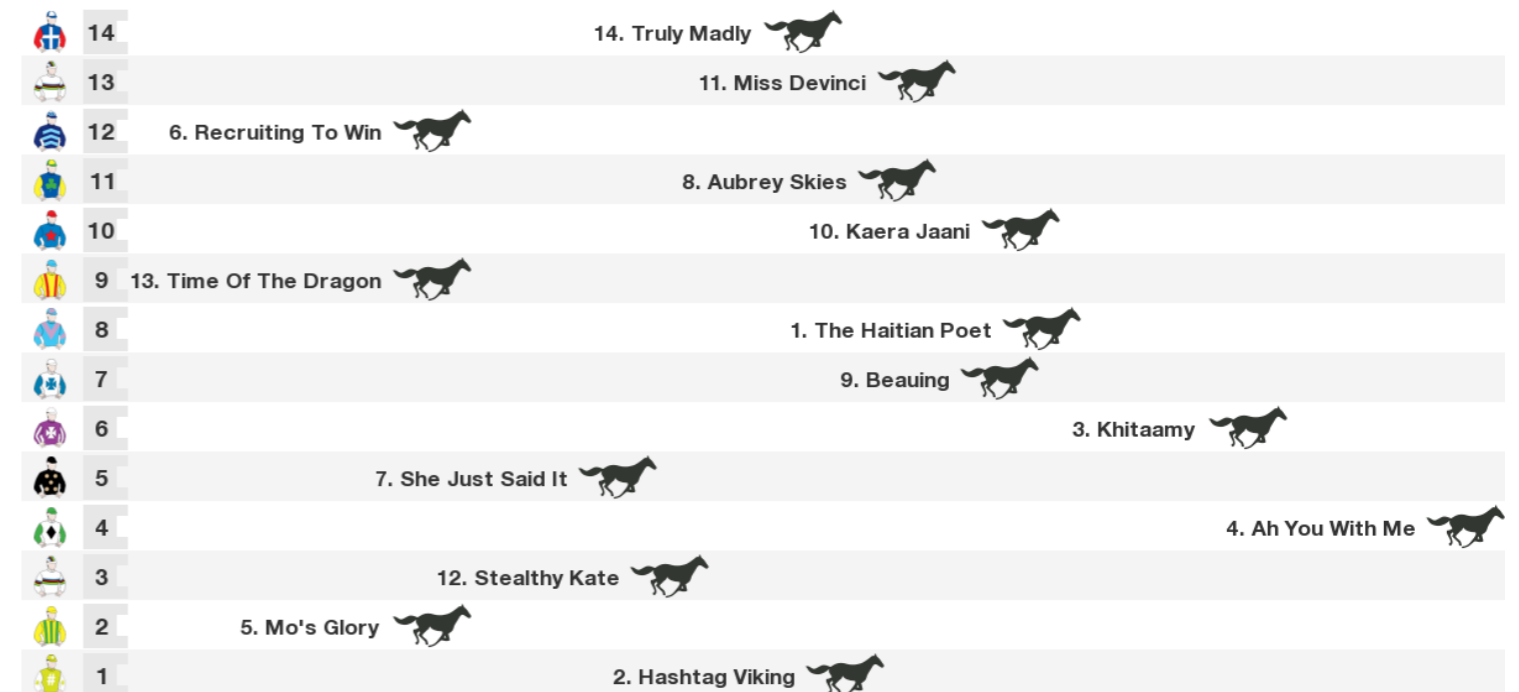 14 14. Truly Madly
13 11. Miss Devinci
12 6. Recruiting To Win
11 8. Aubrey Skies
10 10. Kaera Jaani
9 13. Time Of The Dragon
8 1. The Haitian Poet
7 9. Beauing
6 3. Khitaamy
5 7. She Just Said It
4 4. Ah You With Me
3 12. Stealthy Kate
2 5. Mo's Glory
1 2. Hashtag Viking